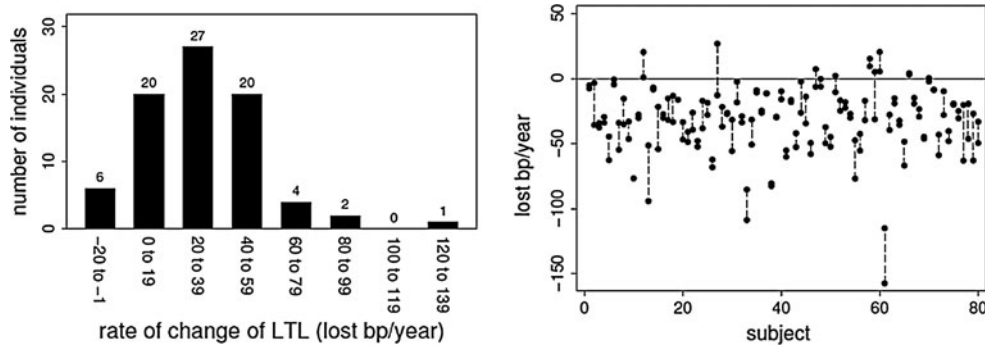 number of individuals
30
20
10
0
6
20
27
20
4
2
0
1
−20 to −1
0 to 19
20 to 39
40 to 59
60 to 79
80 to 99
100 to 119
120 to 139
rate of change of LTL (lost bp/year)
lost bp/year
50
0
−50
−100
−150
0
20
40
60
80
subject